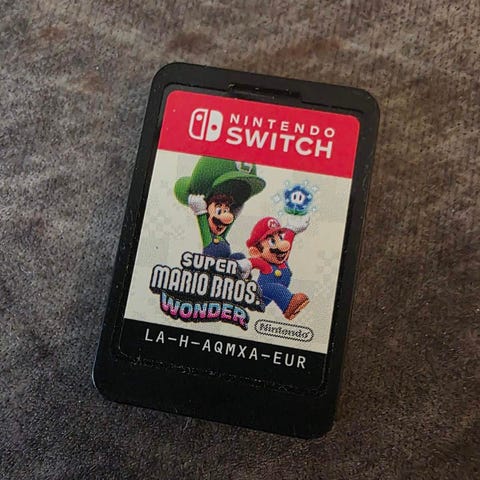 NINTENDO
SWITCH
SUPER
MARIO BROS.
WONDER
Nintendo
LA-H-AQMXA-EUR